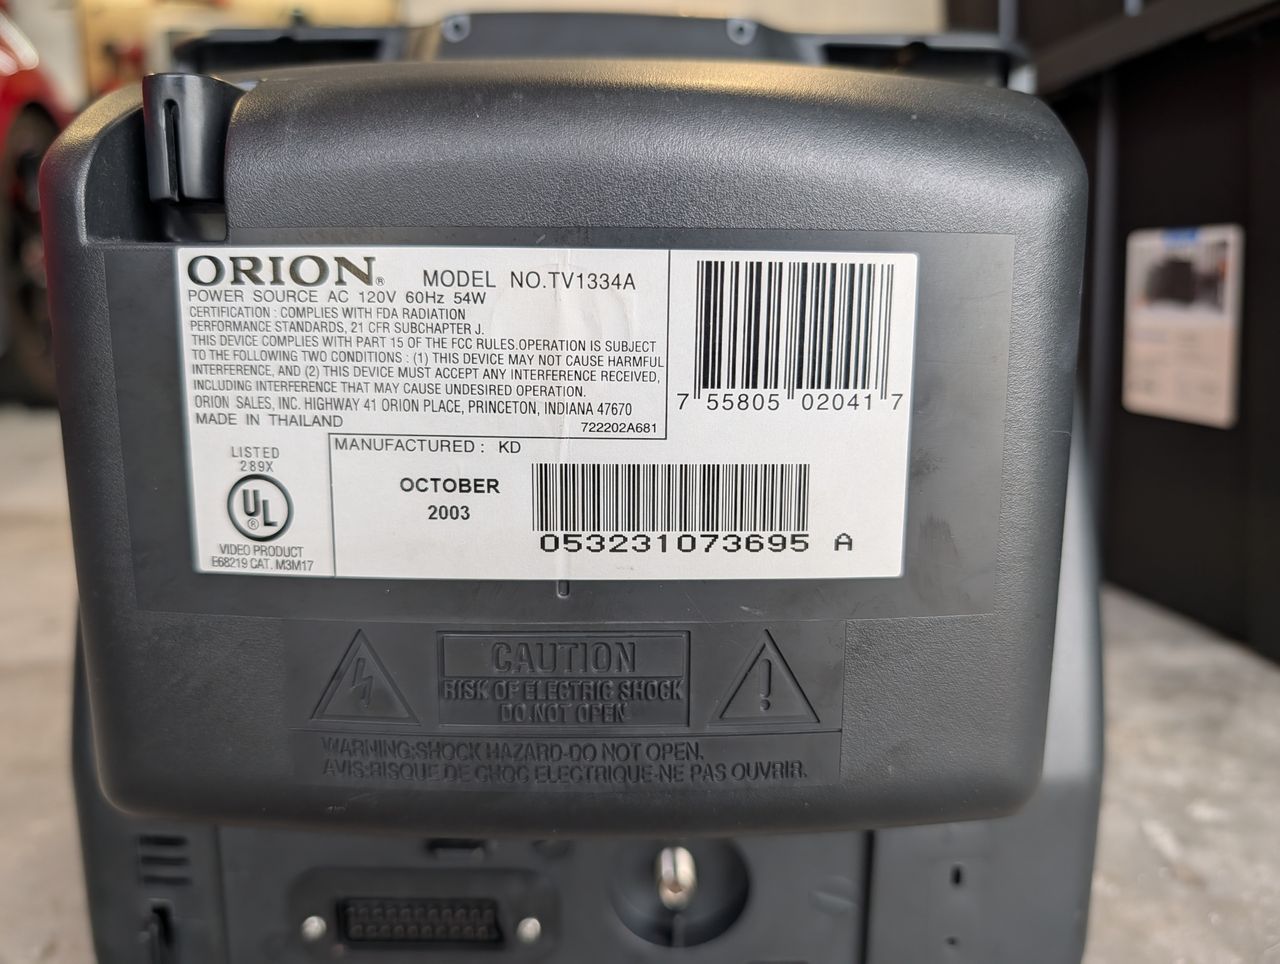 ORION® MODEL NO.TV1334A
POWER SOURCE AC 120V 60Hz 54W
CERTIFICATION : COMPLIES WITH FDA RADIATION
PERFORMANCE STANDARDS, 21 CFR SUBCHAPTER J.
THIS DEVICE COMPLIES WITH PART 15 OF THE FCC RULES.OPERATION IS SUBJECT
TO THE FOLLOWING TWO CONDITIONS : (1) THIS DEVICE MAY NOT CAUSE HARMFUL
INTERFERENCE, AND (2) THIS DEVICE MUST ACCEPT ANY INTERFERENCE RECEIVED,
INCLUDING INTERFERENCE THAT MAY CAUSE UNDESIRED OPERATION.
ORION SALES, INC. HIGHWAY 41 ORION PLACE, PRINCETON, INDIANA 47670
MADE IN THAILAND 722202A681
7 55805 02041 7
LISTED
289X
UL®
VIDEO PRODUCT
E68219 CAT. M3M17
MANUFACTURED : KD
OCTOBER
2003
053231073695 A
CAUTION
RISK OF ELECTRIC SHOCK
DO NOT OPEN
WARNING:SHOCK HAZARD-DO NOT OPEN.
AVIS:RISQUE DE CHOC ELECTRIQUE-NE PAS OUVRIR.